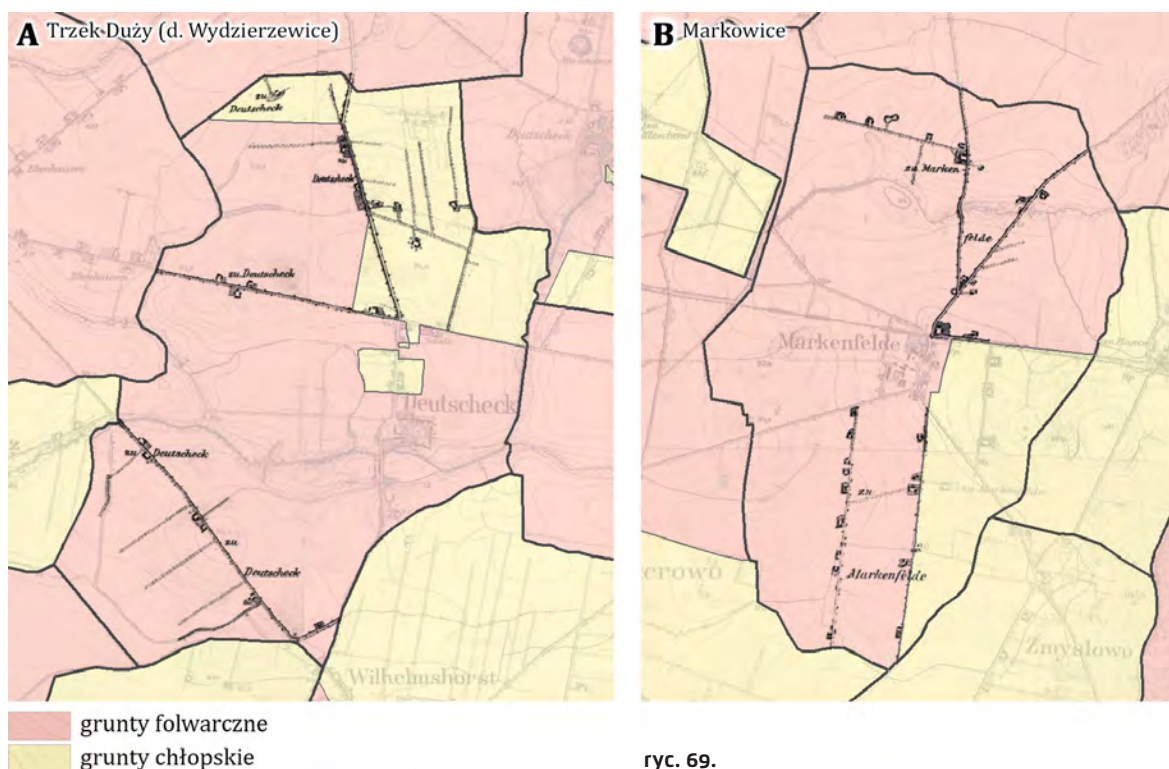 A Trzek Duży (d. Wydzierzewice)
zu
Deutscheck
Deutscheck
zu Deutscheck
Deutscheck
zu Deutscheck
zu
Deutscheck
Wilhelmshorst
B Markowice
zu Marken
felde
Markenfelde
zu
Markenfelde
Zmysłowo
grunty folwarczne
grunty chłopskie
ryc. 69.